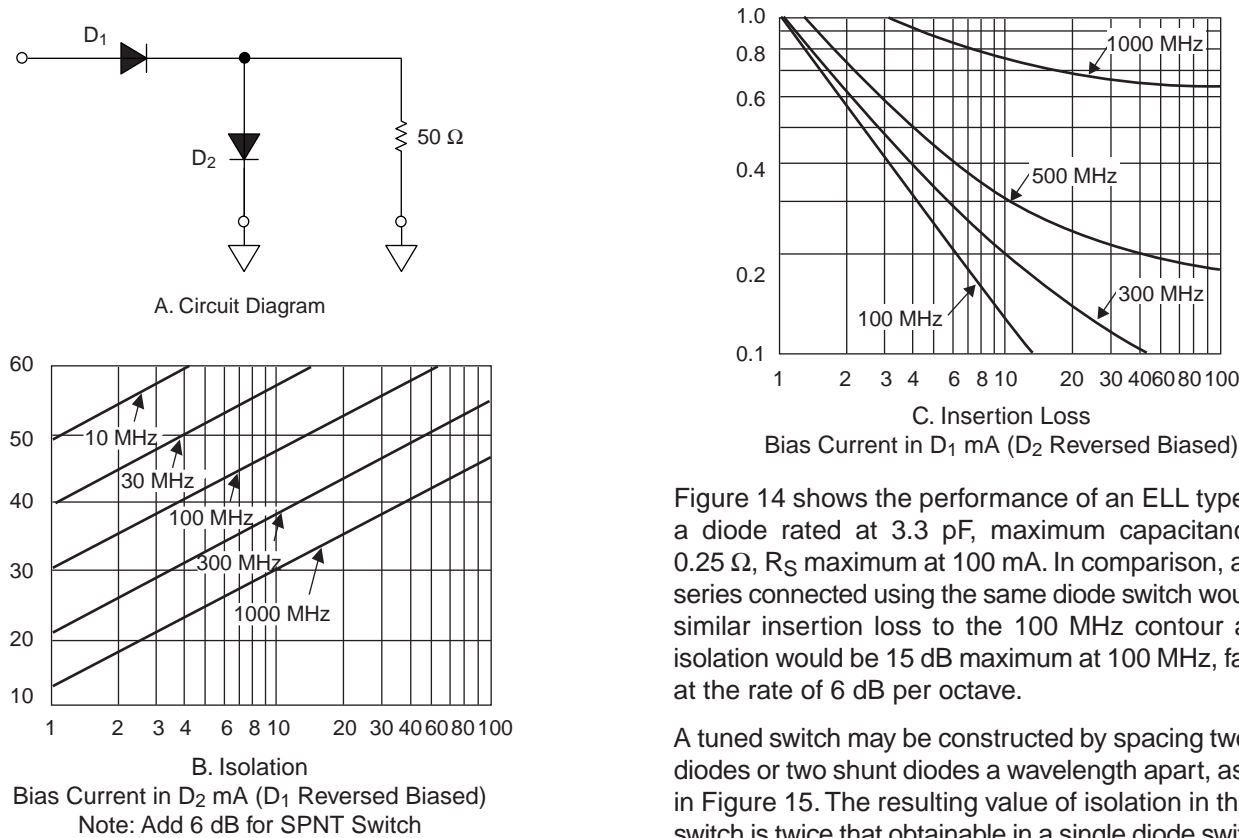 D1
D2
50 Ω
A. Circuit Diagram
60
50
40
30
20
10
10 MHz
30 MHz
100 MHz
300 MHz
1000 MHz
1 2 3 4 6 8 10 20 30 40 60 80 100
B. Isolation
Bias Current in D2 mA (D1 Reversed Biased)
Note: Add 6 dB for SPNT Switch
1.0
0.8
0.6
0.4
0.2
0.1
1000 MHz
500 MHz
300 MHz
100 MHz
1 2 3 4 6 8 10 20 30 40 60 80 100
C. Insertion Loss
Bias Current in D1 mA (D2 Reversed Biased)
Figure 14 shows the performance of an ELL type
a diode rated at 3.3 pF, maximum capacitanc
0.25 Ω, RS maximum at 100 mA. In comparison, a
series connected using the same diode switch wou
similar insertion loss to the 100 MHz contour a
isolation would be 15 dB maximum at 100 MHz, fa
at the rate of 6 dB per octave.
A tuned switch may be constructed by spacing two
diodes or two shunt diodes a wavelength apart, as
in Figure 15. The resulting value of isolation in th
switch is twice that obtainable in a single diode swit